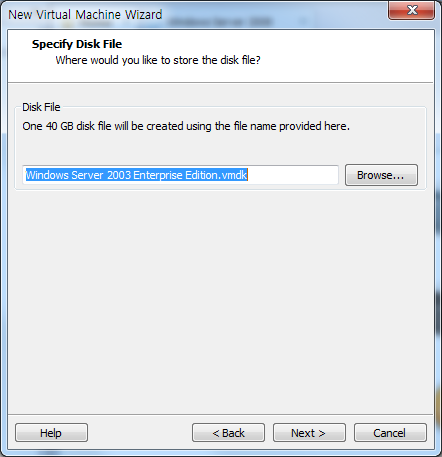 New Virtual Machine Wizard
Specify Disk File
Where would you like to store the disk file?
Disk File
One 40 GB disk file will be created using the file name provided here.
Windows Server 2003 Enterprise Edition.vmdk
Browse...
Help
< Back
Next >
Cancel